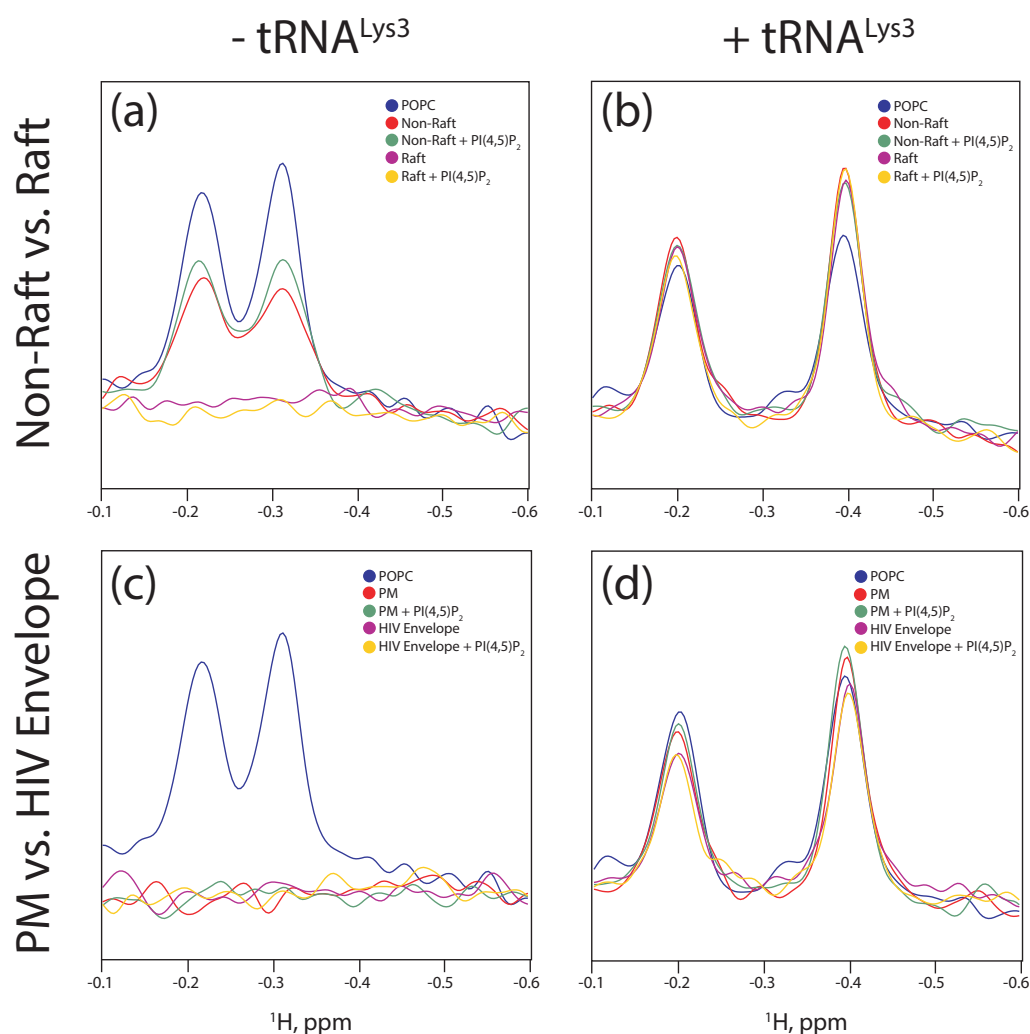 - tRNA^Lys3
+ tRNA^Lys3
Non-Raft vs. Raft
(a)
POPC
Non-Raft
Non-Raft + PI(4,5)P₂
Raft
Raft + PI(4,5)P₂
-0.1 -0.2 -0.3 -0.4 -0.5 -0.6
(b)
POPC
Non-Raft
Non-Raft + PI(4,5)P₂
Raft
Raft + PI(4,5)P₂
-0.1 -0.2 -0.3 -0.4 -0.5 -0.6
PM vs. HIV Envelope
(c)
POPC
PM
PM + PI(4,5)P₂
HIV Envelope
HIV Envelope + PI(4,5)P₂
-0.1 -0.2 -0.3 -0.4 -0.5 -0.6
¹H, ppm
(d)
POPC
PM
PM + PI(4,5)P₂
HIV Envelope
HIV Envelope + PI(4,5)P₂
-0.1 -0.2 -0.3 -0.4 -0.5 -0.6
¹H, ppm